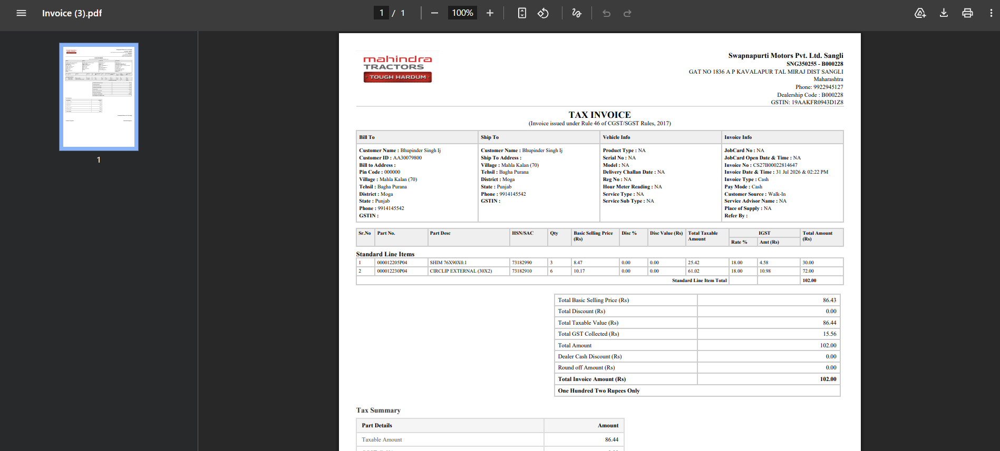 Invoice (3).pdf
1 / 1
100%
1
mahindra
TRACTORS
TOUGH HARDUM
Swapnapurti Motors Pvt. Ltd. Sangli
SNG350255 - B000228
GAT NO 1836 A P KAVALAPUR TAL MIRAJ DIST SANGLI
Maharashtra
Phone: 9922945127
Dealership Code : B000228
GSTIN: 19AAKFR0943D1Z8
TAX INVOICE
(Invoice issued under Rule 46 of CGST/SGST Rules, 2017)
Bill To
Customer Name : Bhupinder Singh Ij
Customer ID : AA30079800
Bill to Address :
Pin Code : 000000
Village : Mahla Kalan (70)
Tehsil : Bagha Purana
District : Moga
State : Punjab
Phone : 9914145542
GSTIN :
Ship To
Customer Name : Bhupinder Singh Ij
Ship To Address :
Village : Mahla Kalan (70)
Tehsil : Bagha Purana
District : Moga
State : Punjab
Phone : 9914145542
GSTIN :
Vehicle Info
Product Type : NA
Serial No : NA
Model : NA
Delivery Challan Date : NA
Reg No : NA
Hour Meter Reading : NA
Service Type : NA
Service Sub Type : NA
Invoice Info
JobCard No : NA
JobCard Open Date & Time : NA
Invoice No : CS27B00022814647
Invoice Date & Time : 31 Jul 2026 & 02:22 PM
Invoice Type : Cash
Pay Mode : Cash
Customer Source : Walk-In
Service Advisor Name : NA
Place of Supply : NA
Refer By :
Sr.No Part No. Part Desc HSN/SAC Qty Basic Selling Price (Rs) Disc % Disc Value (Rs) Total Taxable Amount IGST Total Amount (Rs)
Rate % Amt (Rs)
Standard Line Items
1 000012205P04 SHIM 76X90X0.1 73182990 3 8.47 0.00 0.00 25.42 18.00 4.58 30.00
2 000012230P04 CIRCLIP EXTERNAL (30X2) 73182910 6 10.17 0.00 0.00 61.02 18.00 10.98 72.00
Standard Line Item Total 102.00
Total Basic Selling Price (Rs) 86.43
Total Discount (Rs) 0.00
Total Taxable Value (Rs) 86.44
Total GST Collected (Rs) 15.56
Total Amount 102.00
Dealer Cash Discount (Rs) 0.00
Round off Amount (Rs) 0.00
Total Invoice Amount (Rs) 102.00
One Hundred Two Rupees Only
Tax Summary
Part Details Amount
Taxable Amount 86.44